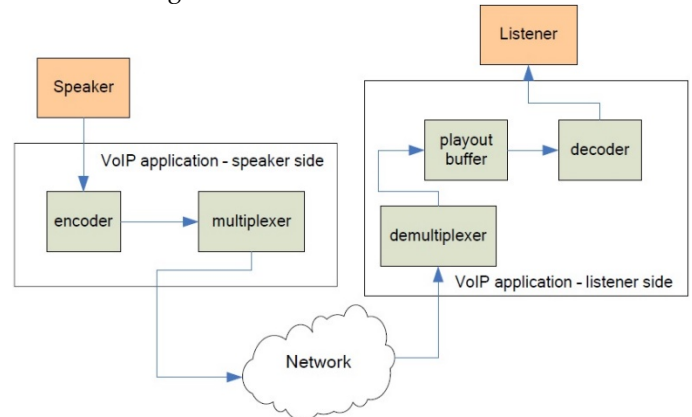 Speaker
VoIP application - speaker side
encoder
multiplexer
Network
Listener
playout
buffer
decoder
demultiplexer
VoIP application - listener side